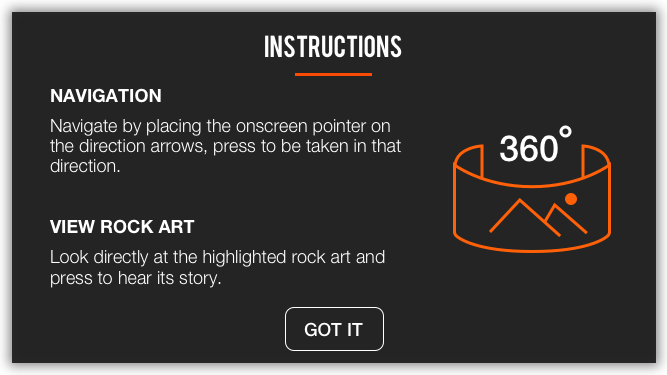 INSTRUCTIONS
NAVIGATION
Navigate by placing the onscreen pointer on
the direction arrows, press to be taken in that
direction.
360°
VIEW ROCK ART
Look directly at the highlighted rock art and
press to hear its story.
GOT IT